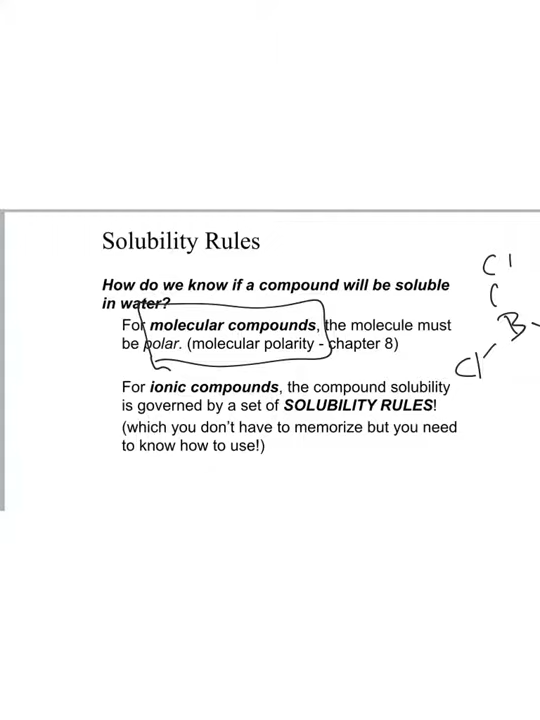 Solubility Rules
How do we know if a compound will be soluble
in water?
For molecular compounds, the molecule must
be polar. (molecular polarity - chapter 8)
For ionic compounds, the compound solubility
is governed by a set of SOLUBILITY RULES!
(which you don't have to memorize but you need
to know how to use!)
Cl
B
Cl